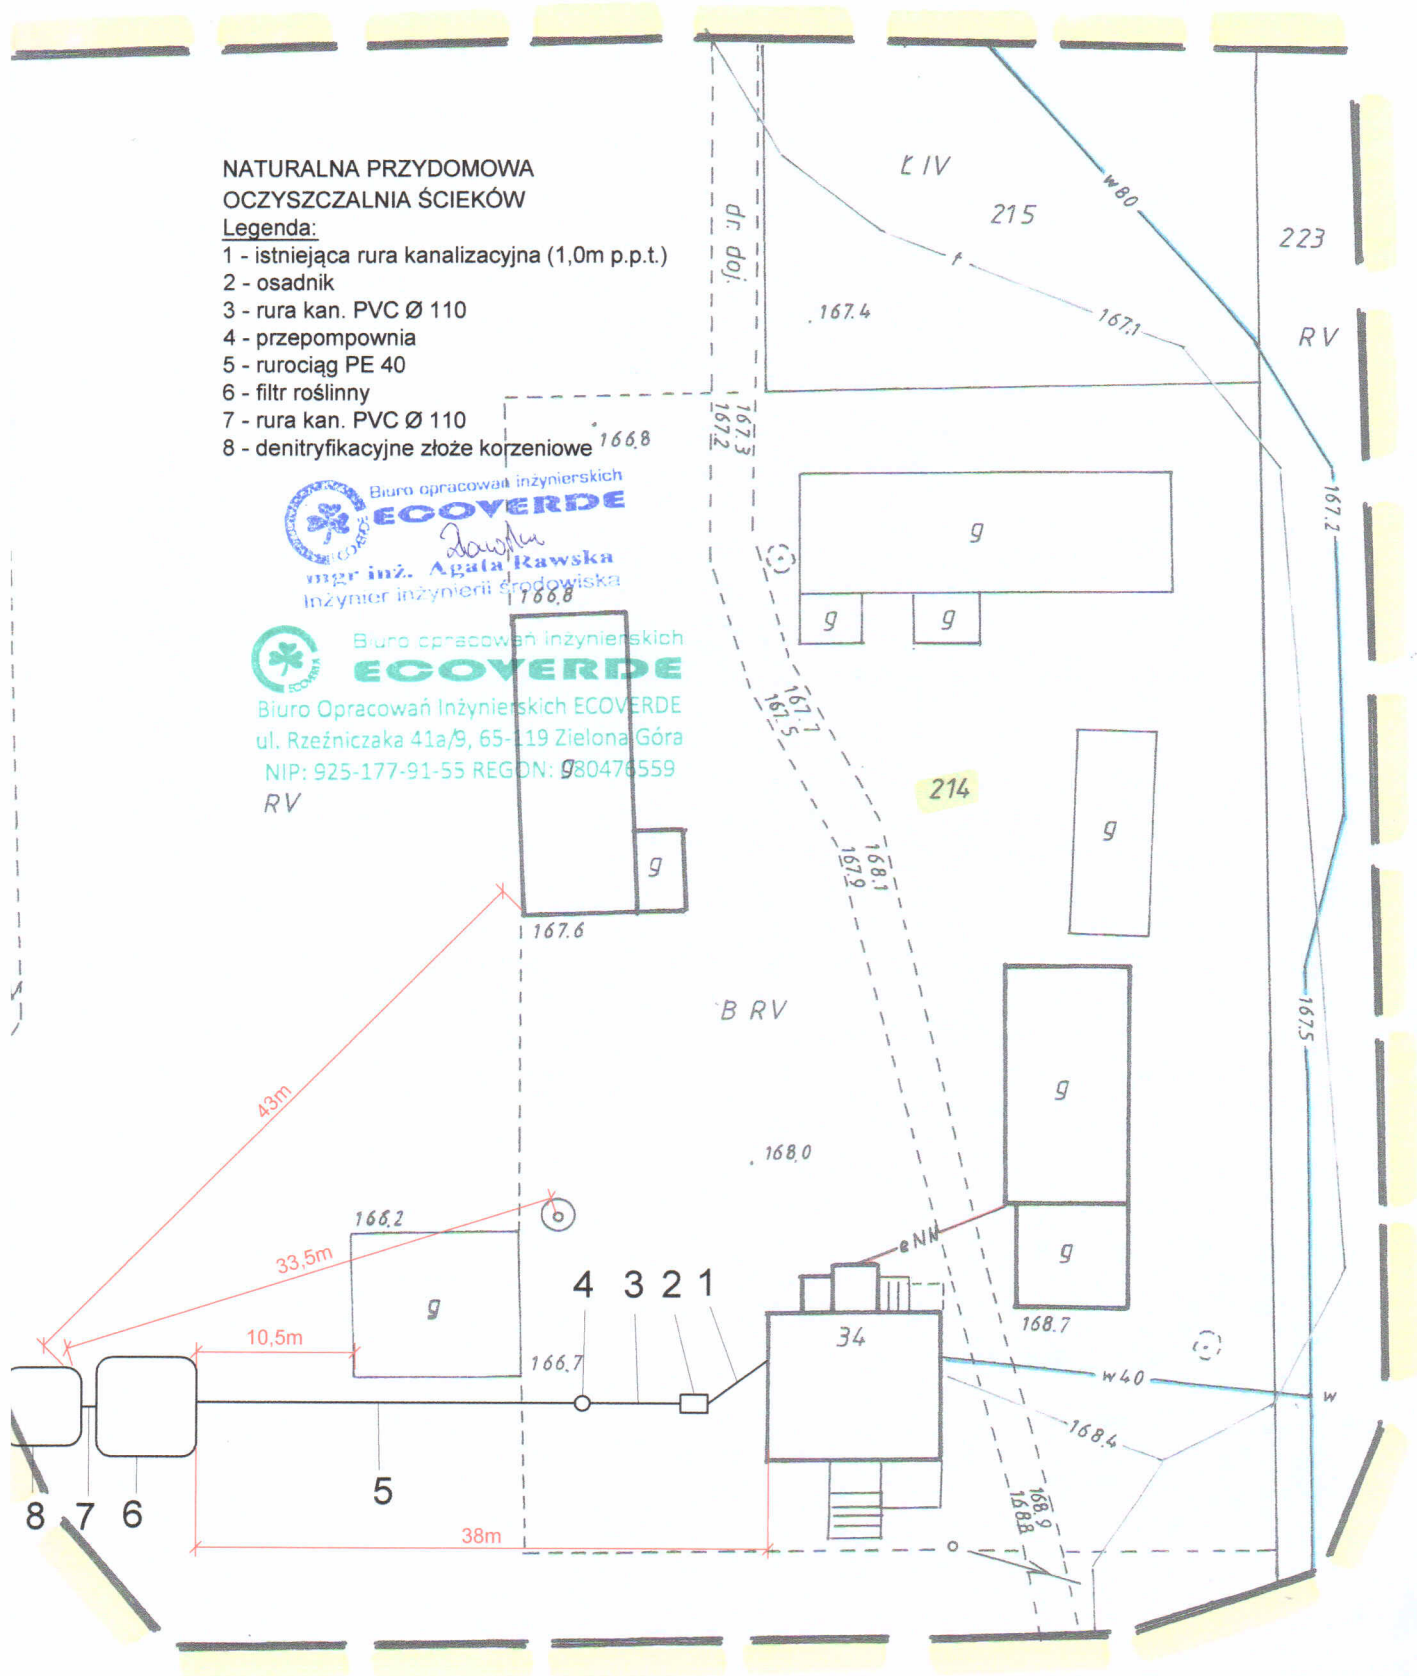 NATURALNA PRZYDOMOWA
OCZYSZCZALNIA ŚCIEKÓW
Legenda:
1 - istniejąca rura kanalizacyjna (1,0m p.p.t.)
2 - osadnik
3 - rura kan. PVC Ø 110
4 - przepompownia
5 - rurociąg PE 40
6 - filtr roślinny
7 - rura kan. PVC Ø 110
8 - denitryfikacyjne złoże korzeniowe
Biuro opracowań inżynierskich
ECOVERDE
mgr inż. Agata Rawska
Inżynier inżynierii środowiska
Biuro opracowań inżynierskich
ECOVERDE
Biuro Opracowań Inżynierskich ECOVERDE
ul. Rzeźniczaka 41a/9, 65-119 Zielona Góra
NIP: 925-177-91-55 REGON: 080476559
dr. doj.
Ł IV
215
w80
223
RV
167.4
167.1
f
166.8
167.3
167.2
167.2
g
g
g
166,8
g
g
167.6
RV
167.7
167.5
214
g
168.1
167.9
B RV
167.5
g
g
168.7
43m
168.0
166.2
33,5m
g
10,5m
166.7
4 3 2 1
eNN
34
w40
w
168.4
8 7 6
5
38m
168.9
168.8